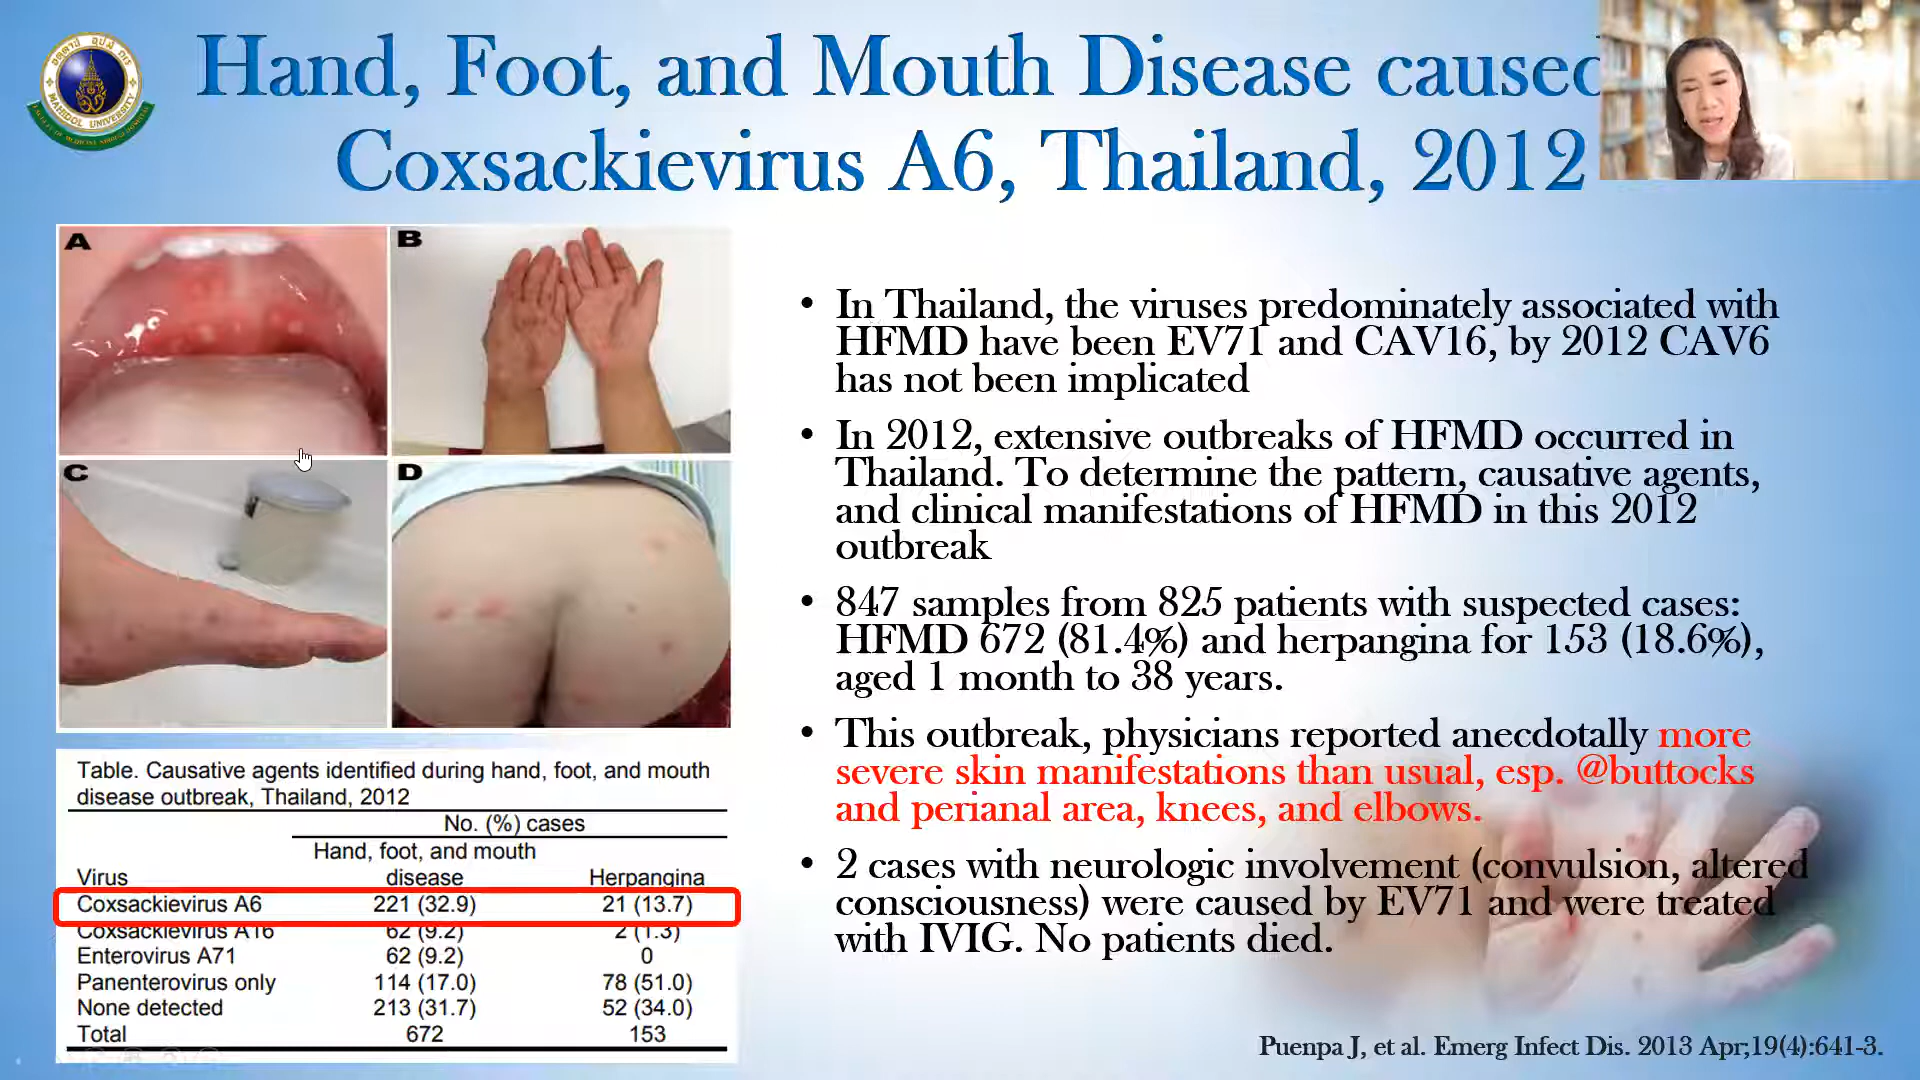 Hand, Foot, and Mouth Disease caused
Coxsackievirus A6, Thailand, 2012
MAHIDOL UNIVERSITY
A
B
C
D
• In Thailand, the viruses predominately associated with
HFMD have been EV71 and CAV16, by 2012 CAV6
has not been implicated
• In 2012, extensive outbreaks of HFMD occurred in
Thailand. To determine the pattern, causative agents,
and clinical manifestations of HFMD in this 2012
outbreak
• 847 samples from 825 patients with suspected cases:
HFMD 672 (81.4%) and herpangina for 153 (18.6%),
aged 1 month to 38 years.
• This outbreak, physicians reported anecdotally more
severe skin manifestations than usual, esp. @buttocks
and perianal area, knees, and elbows.
• 2 cases with neurologic involvement (convulsion, altered
consciousness) were caused by EV71 and were treated
with IVIG. No patients died.
Table. Causative agents identified during hand, foot, and mouth
disease outbreak, Thailand, 2012
No. (%) cases
Hand, foot, and mouth
Virus disease Herpangina
Coxsackievirus A6 221 (32.9) 21 (13.7)
Coxsackievirus A16 62 (9.2) 2 (1.3)
Enterovirus A71 62 (9.2) 0
Panenterovirus only 114 (17.0) 78 (51.0)
None detected 213 (31.7) 52 (34.0)
Total 672 153
Puenpa J, et al. Emerg Infect Dis. 2013 Apr;19(4):641-3.